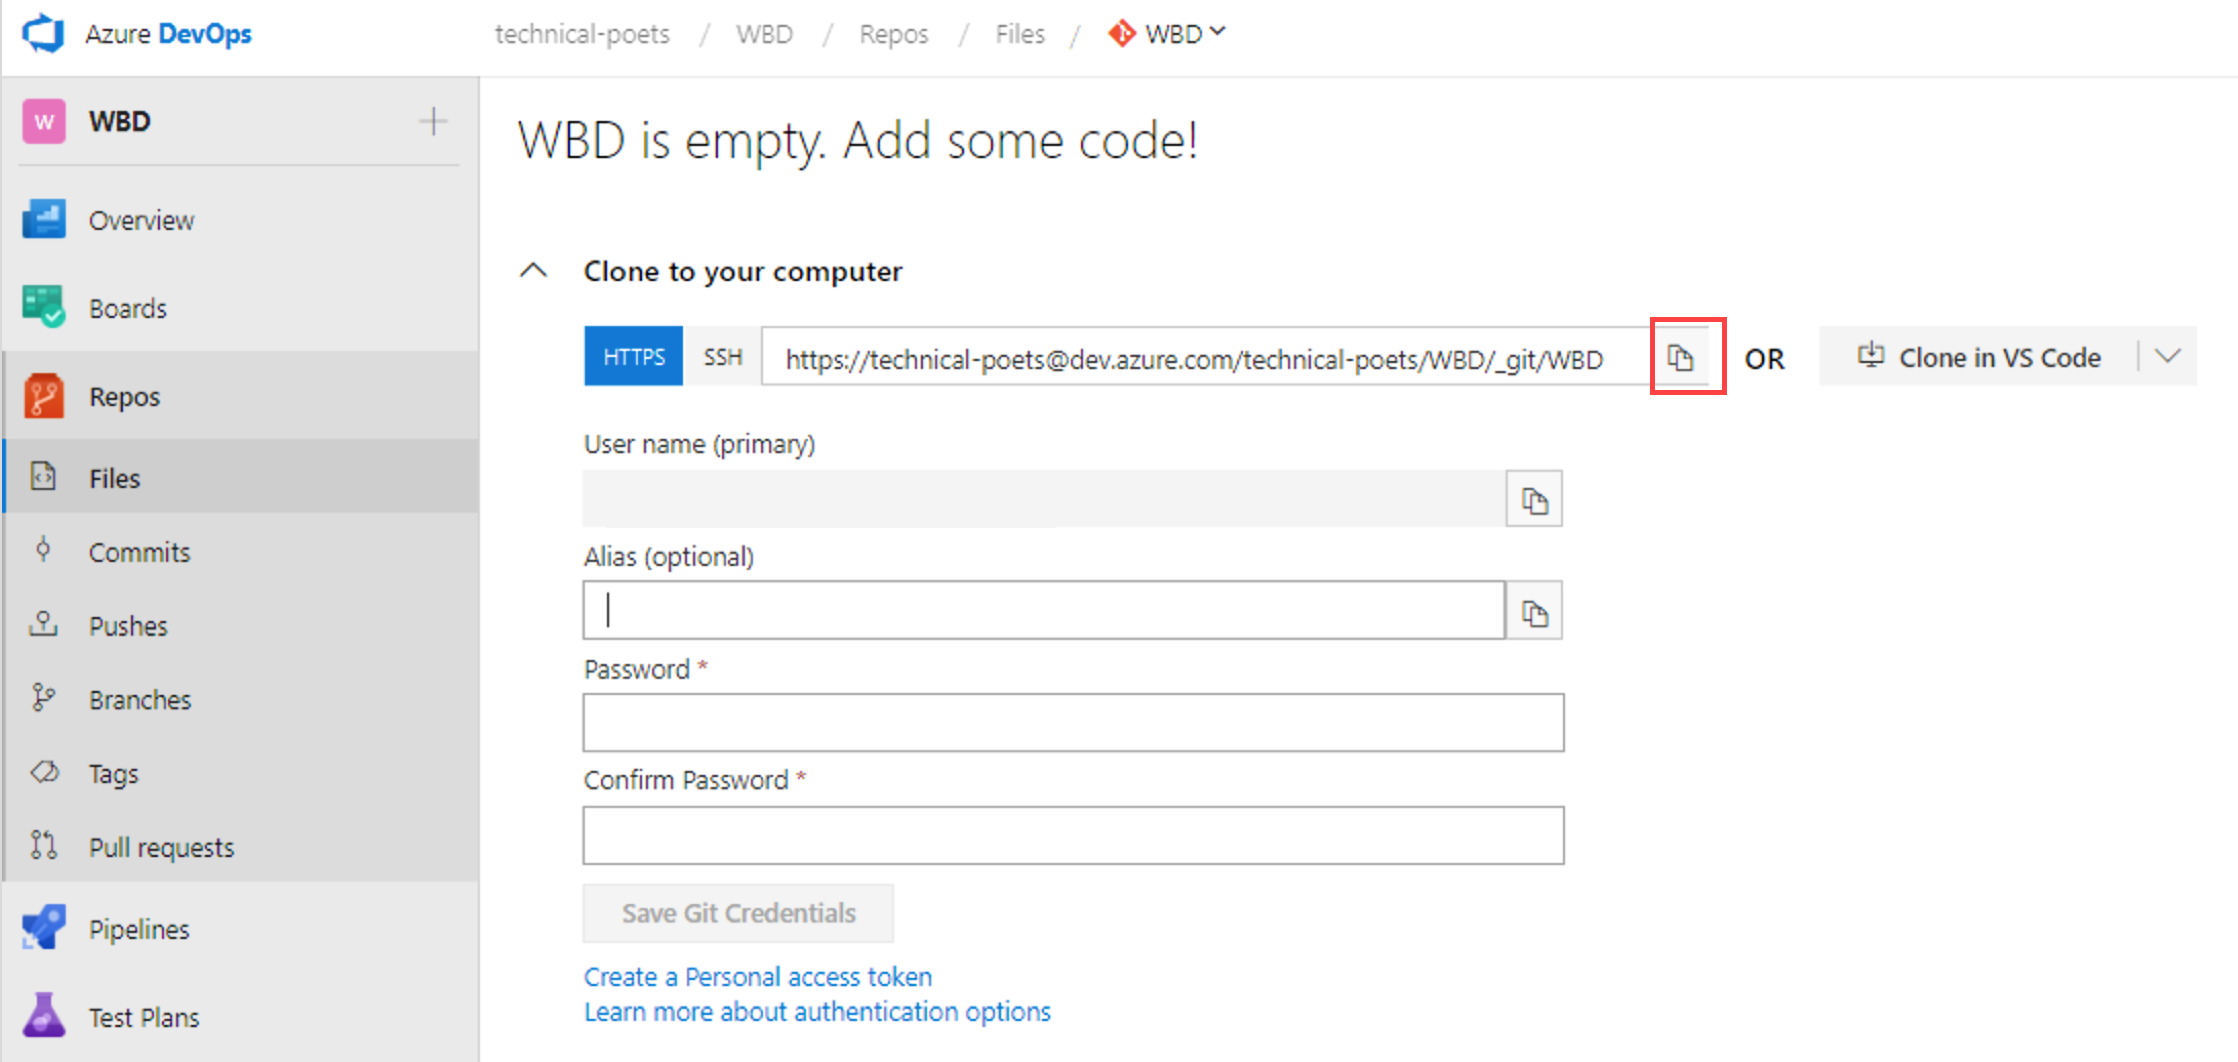 Azure DevOps
technical-poets / WBD / Repos / Files / WBD
W WBD
Overview
Boards
Repos
Files
Commits
Pushes
Branches
Tags
Pull requests
Pipelines
Test Plans
WBD is empty. Add some code!
Clone to your computer
HTTPS SSH https://technical-poets@dev.azure.com/technical-poets/WBD/_git/WBD OR Clone in VS Code
User name (primary)
Alias (optional)
Password *
Confirm Password *
Save Git Credentials
Create a Personal access token
Learn more about authentication options